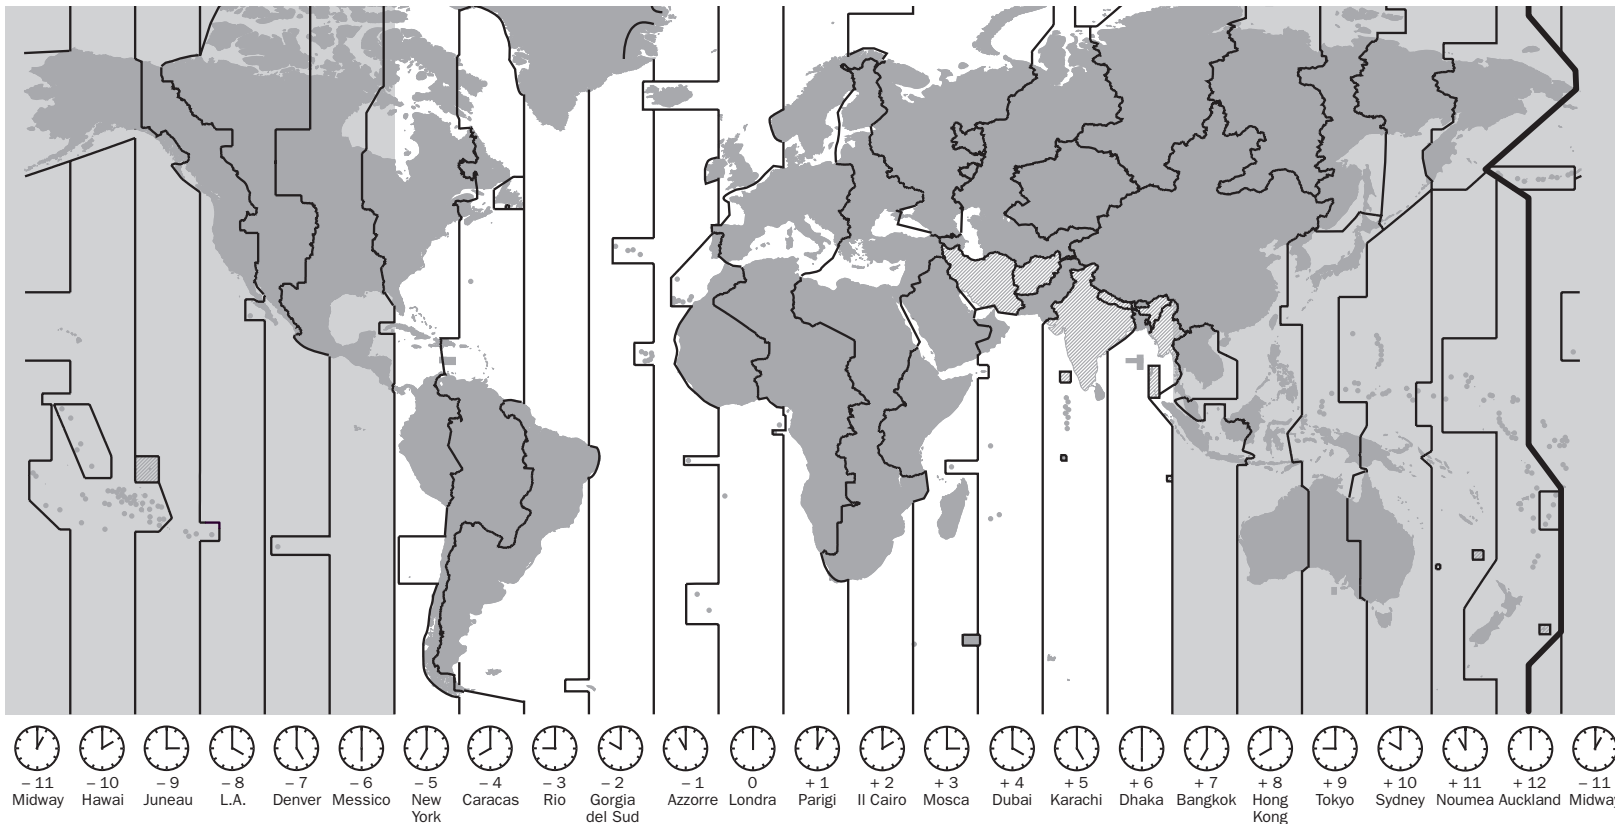 – 11 – 10 – 9 – 8 – 7 – 6 – 5 – 4 – 3 – 2 – 1 0 + 1 + 2 + 3 + 4 + 5 + 6 + 7 + 8 + 9 + 10 + 11 + 12 – 11
Midway Hawai Juneau L.A. Denver Messico New Caracas Rio Gorgia Azzorre Londra Parigi Il Cairo Mosca Dubai Karachi Dhaka Bangkok Hong Tokyo Sydney Noumea Auckland Midway
York del Sud Kong